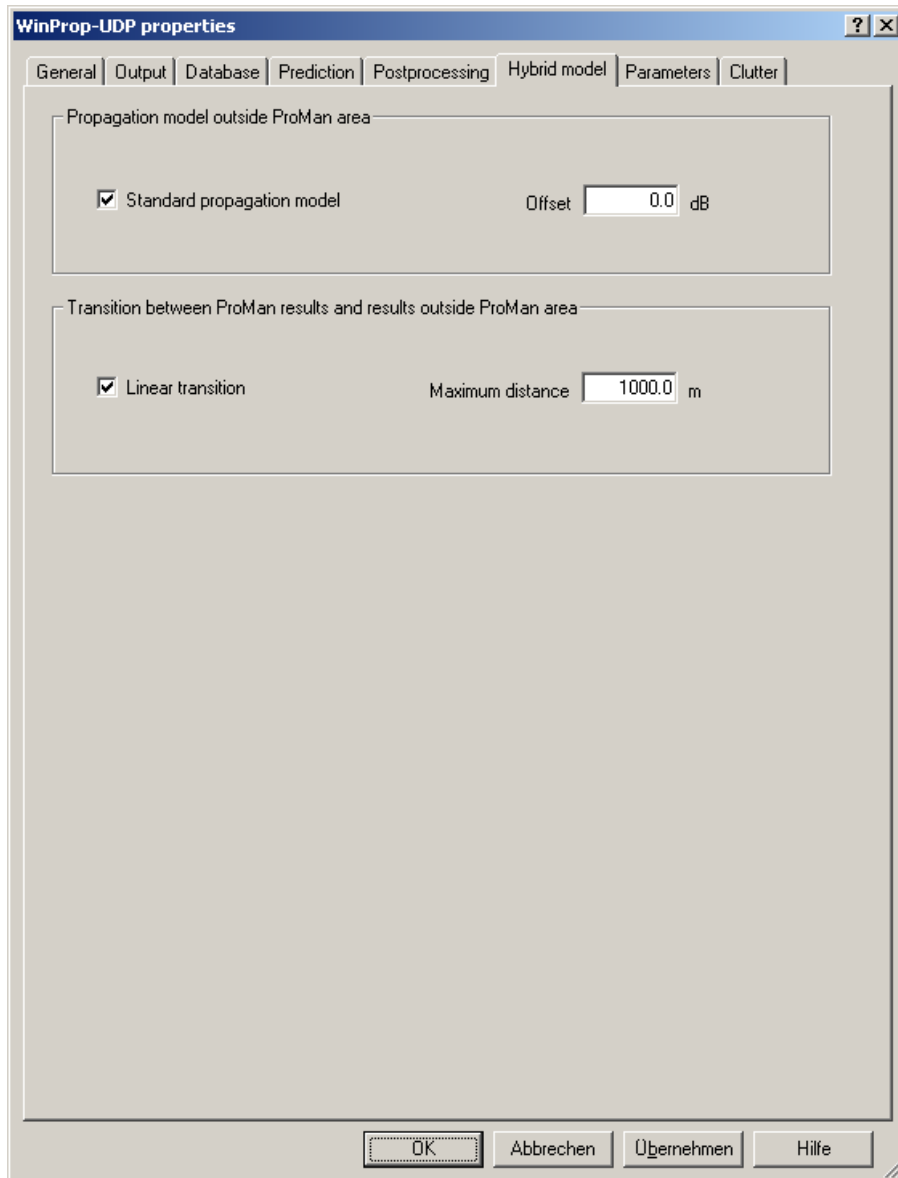 WinProp-UDP properties
General Output Database Prediction Postprocessing Hybrid model Parameters Clutter
Propagation model outside ProMan area
Standard propagation model Offset 0.0 dB
Transition between ProMan results and results outside ProMan area
Linear transition Maximum distance 1000.0 m
OK Abbrechen Übernehmen Hilfe